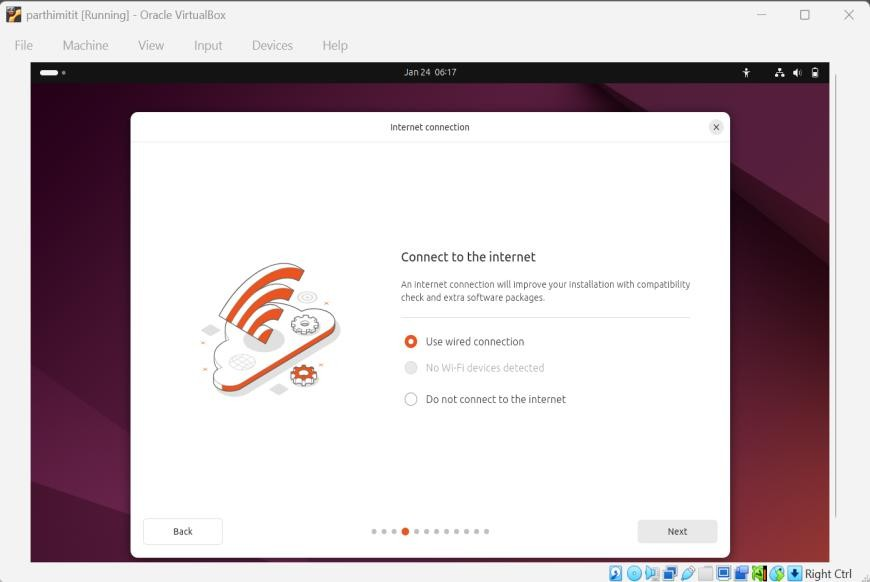 parthimitit [Running] - Oracle VirtualBox
File Machine View Input Devices Help
Jan 24 06:17
Internet connection
Connect to the internet
An internet connection will improve your installation with compatibility
check and extra software packages.
Use wired connection
No Wi-Fi devices detected
Do not connect to the internet
Back
Next
Right Ctrl